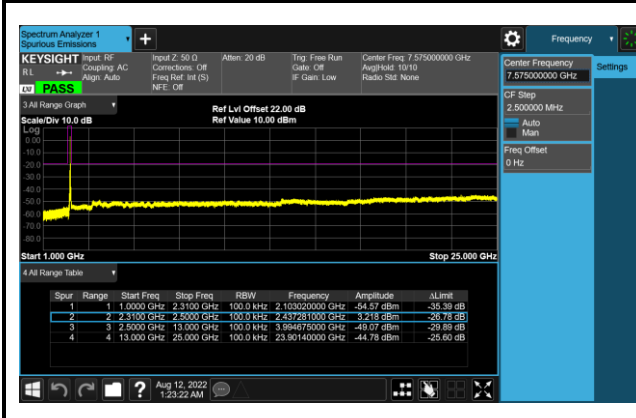 Spectrum Analyzer 1
Spurious Emissions
Frequency
KEYSIGHT
Input: RF
Input Z: 50 Ω
Atten: 20 dB
Trig: Free Run
Center Freq: 7.575000000 GHz
RL
Coupling: AC
Corrections: Off
Gate: Off
Avg|Hold: 10/10
Align: Auto
Freq Ref: Int (S)
IF Gain: Low
Radio Std: None
NFE: Off
LXI
PASS
Center Frequency
7.575000000 GHz
Settings
CF Step
2.500000 MHz
Auto
Man
Freq Offset
0 Hz
3 All Range Graph
Ref Lvl Offset 22.00 dB
Scale/Div 10.0 dB
Ref Value 10.00 dBm
Log
0.00
-10.0
-20.0
-30.0
-40.0
-50.0
-60.0
-70.0
-80.0
Start 1.000 GHz
Stop 25.000 GHz
4 All Range Table
Spur Range Start Freq Stop Freq RBW Frequency Amplitude ΔLimit
1 1 1.0000 GHz 2.3100 GHz 100.0 kHz 2.103020000 GHz -54.57 dBm -35.39 dB
2 2 2.3100 GHz 2.5000 GHz 100.0 kHz 2.437281000 GHz 3.218 dBm -26.78 dB
3 3 2.5000 GHz 13.000 GHz 100.0 kHz 3.994675000 GHz -49.07 dBm -29.89 dB
4 4 13.000 GHz 25.000 GHz 100.0 kHz 23.90140000 GHz -44.78 dBm -25.60 dB
?
Aug 12, 2022
1:23:22 AM